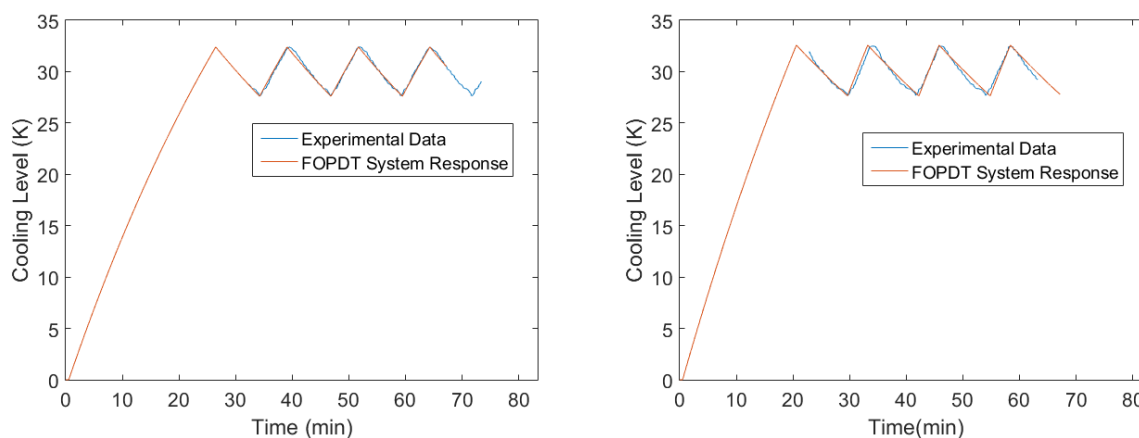 35
30
25
20
15
10
5
0
Cooling Level (K)
Experimental Data
FOPDT System Response
0 10 20 30 40 50 60 70 80
Time (min)
35
30
25
20
15
10
5
0
Cooling Level (K)
Experimental Data
FOPDT System Response
0 10 20 30 40 50 60 70 80
Time(min)